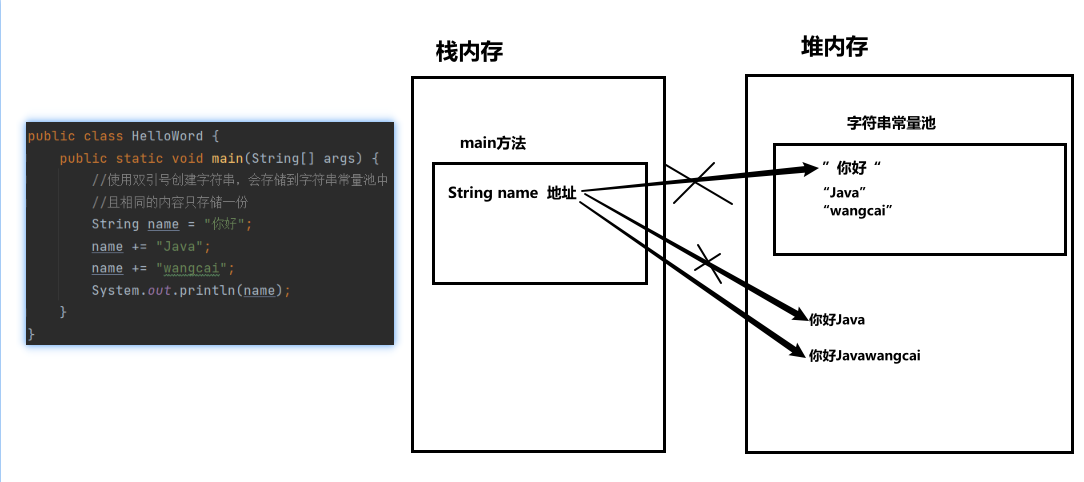 public class HelloWord {
public static void main(String[] args) {
//使用双引号创建字符串，会存储到字符串常量池中
//且相同的内容只存储一份
String name = "你好";
name += "Java";
name += "wangcai";
System.out.println(name);
}
}
栈内存
main方法
String name 地址
堆内存
字符串常量池
” 你好 “
“Java”
“wangcai”
你好Java
你好Javawangcai